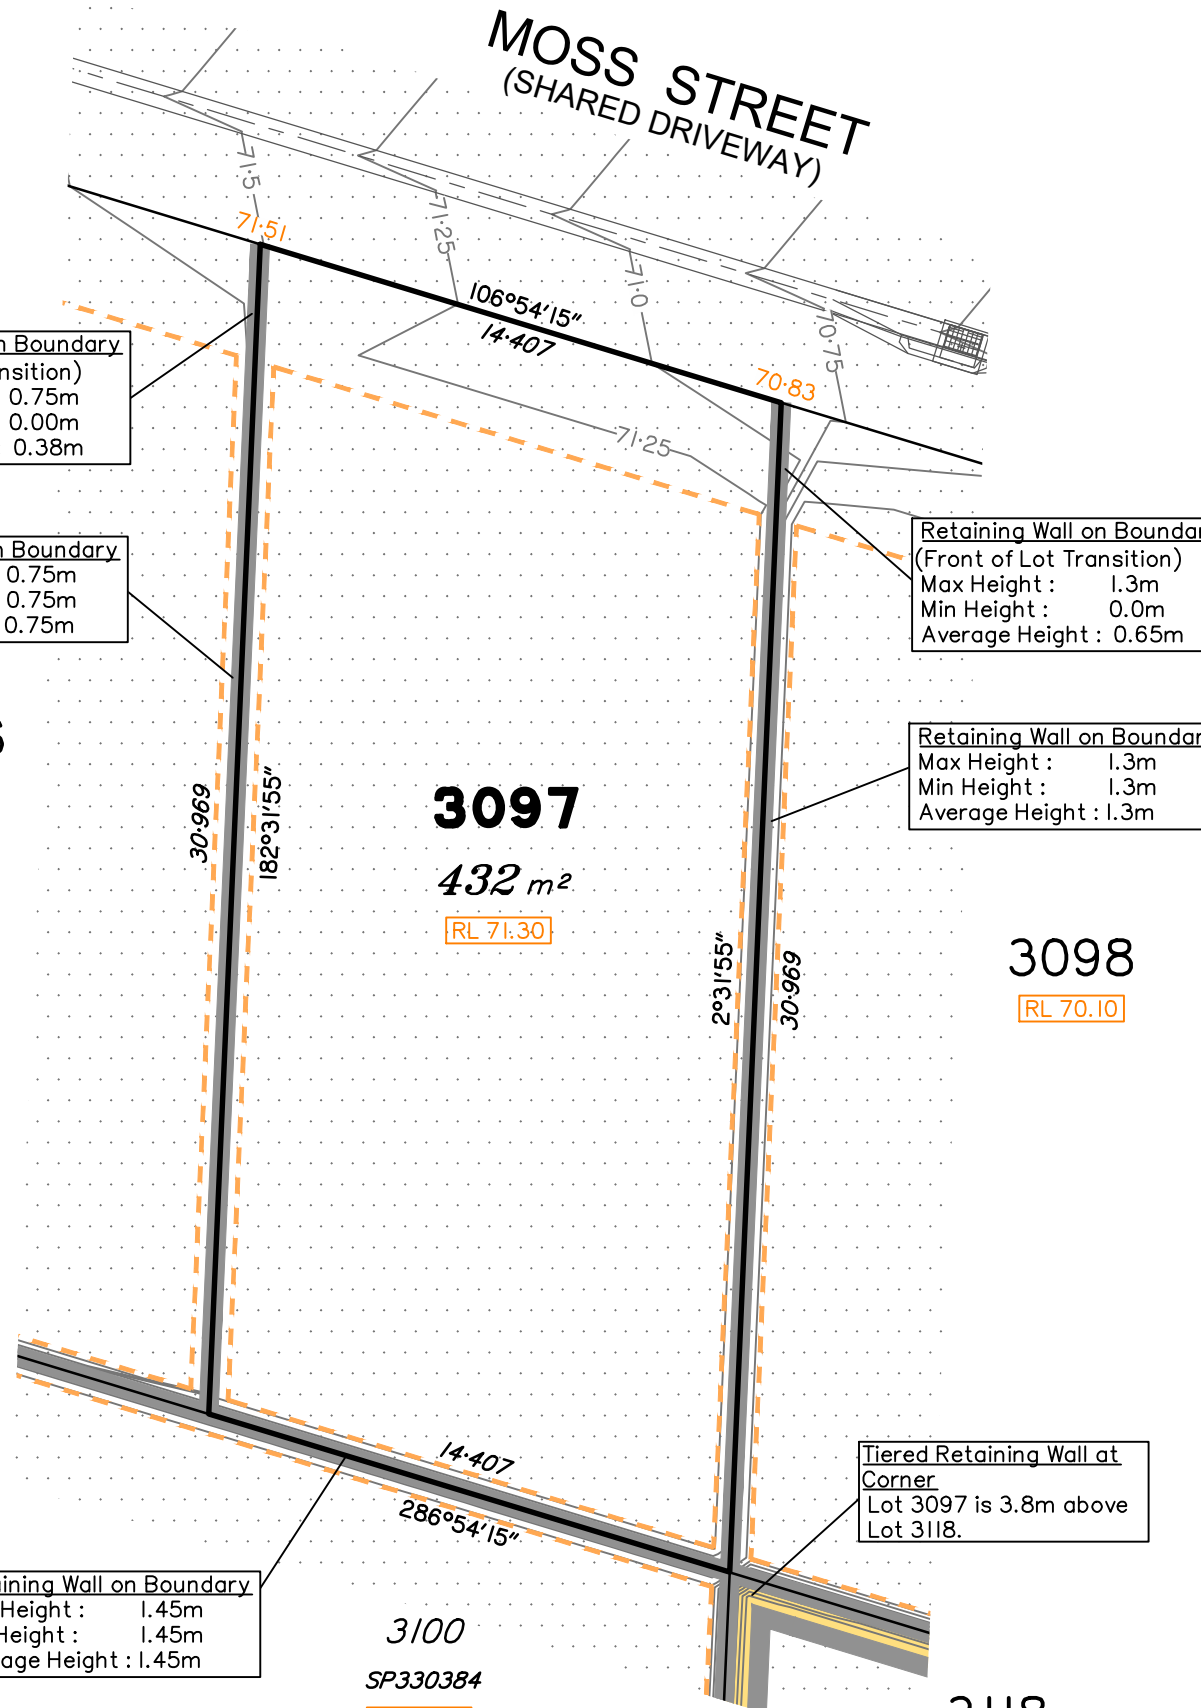 MOSS STREET
(SHARED DRIVEWAY)
71·5
71·51
71·25
71·0
70·75
106°54'15"
14·407
70·83
71·25
Boundary
0.75m
0.00m
0.38m
Boundary
0.75m
0.75m
0.75m
(Front of Lot Transition)
Retaining Wall on
Max Height : 1.3m
Min Height : 0.0m
Average Height : 0.65m
Retaining Wall on
Max Height : 1.3m
Min Height : 1.3m
Average Height : 1.3m
30·969
182°31'55"
3097
432 m²
RL 71.30
2°31'55"
30·969
3098
RL 70.10
14·407
286°54'15"
Tiered Retaining Wall at
Corner
Lot 3097 is 3.8m above
Lot 3118.
Wall on Boundary
Height : 1.45m
Height : 1.45m
Height : 1.45m
3100
SP330384